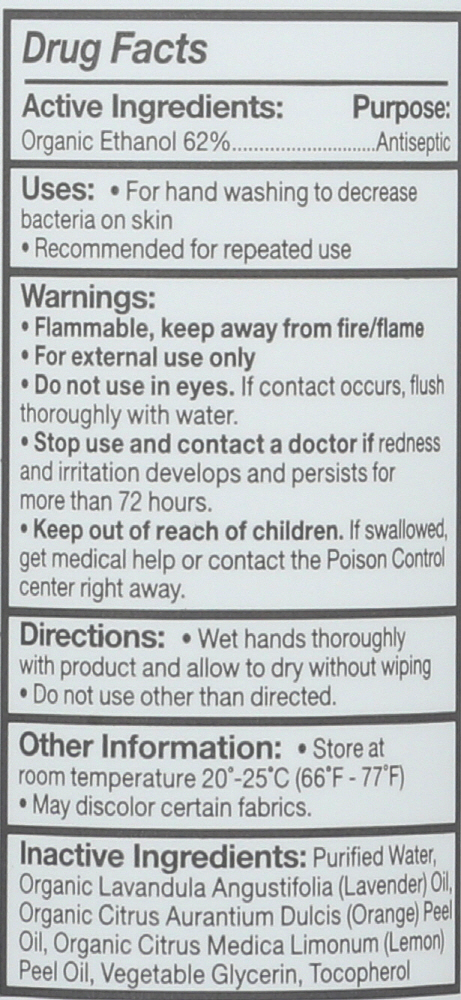 Drug Facts
Active Ingredients: Purpose:
Organic Ethanol 62%..........................Antiseptic
Uses: • For hand washing to decrease
bacteria on skin
• Recommended for repeated use
Warnings:
• Flammable, keep away from fire/flame
• For external use only
• Do not use in eyes. If contact occurs, flush
thoroughly with water.
• Stop use and contact a doctor if redness
and irritation develops and persists for
more than 72 hours.
• Keep out of reach of children. If swallowed,
get medical help or contact the Poison Control
center right away.
Directions: • Wet hands thoroughly
with product and allow to dry without wiping
• Do not use other than directed.
Other Information: • Store at
room temperature 20°-25°C (66°F - 77°F)
• May discolor certain fabrics.
Inactive Ingredients: Purified Water,
Organic Lavandula Angustifolia (Lavender) Oil,
Organic Citrus Aurantium Dulcis (Orange) Peel
Oil, Organic Citrus Medica Limonum (Lemon)
Peel Oil, Vegetable Glycerin, Tocopherol